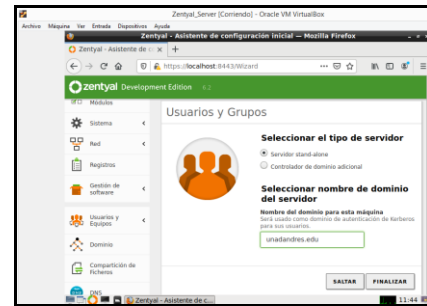 Zentyal_Server [Corriendo] - Oracle VM VirtualBox
Archivo Máquina Ver Entrada Dispositivos Ayuda
Zentyal - Asistente de configuración inicial — Mozilla Firefox
Zentyal - Asistente de co
https://localhost:8443/Wizard
zentyal Development Edition 6.2
Módulos
Sistema
Red
Registros
Gestión de
software
Usuarios y
Equipos
Dominio
Compartición de
Ficheros
DNS
Usuarios y Grupos
Seleccionar el tipo de servidor
Servidor stand-alone
Controlador de dominio adicional
Seleccionar nombre de dominio
del servidor
Nombre del dominio para esta máquina
Será usado como dominio de autenticación de Kerberos
para sus usuarios.
unadandres.edu
SALTAR FINALIZAR
Zentyal - Asistente de c...
11:44